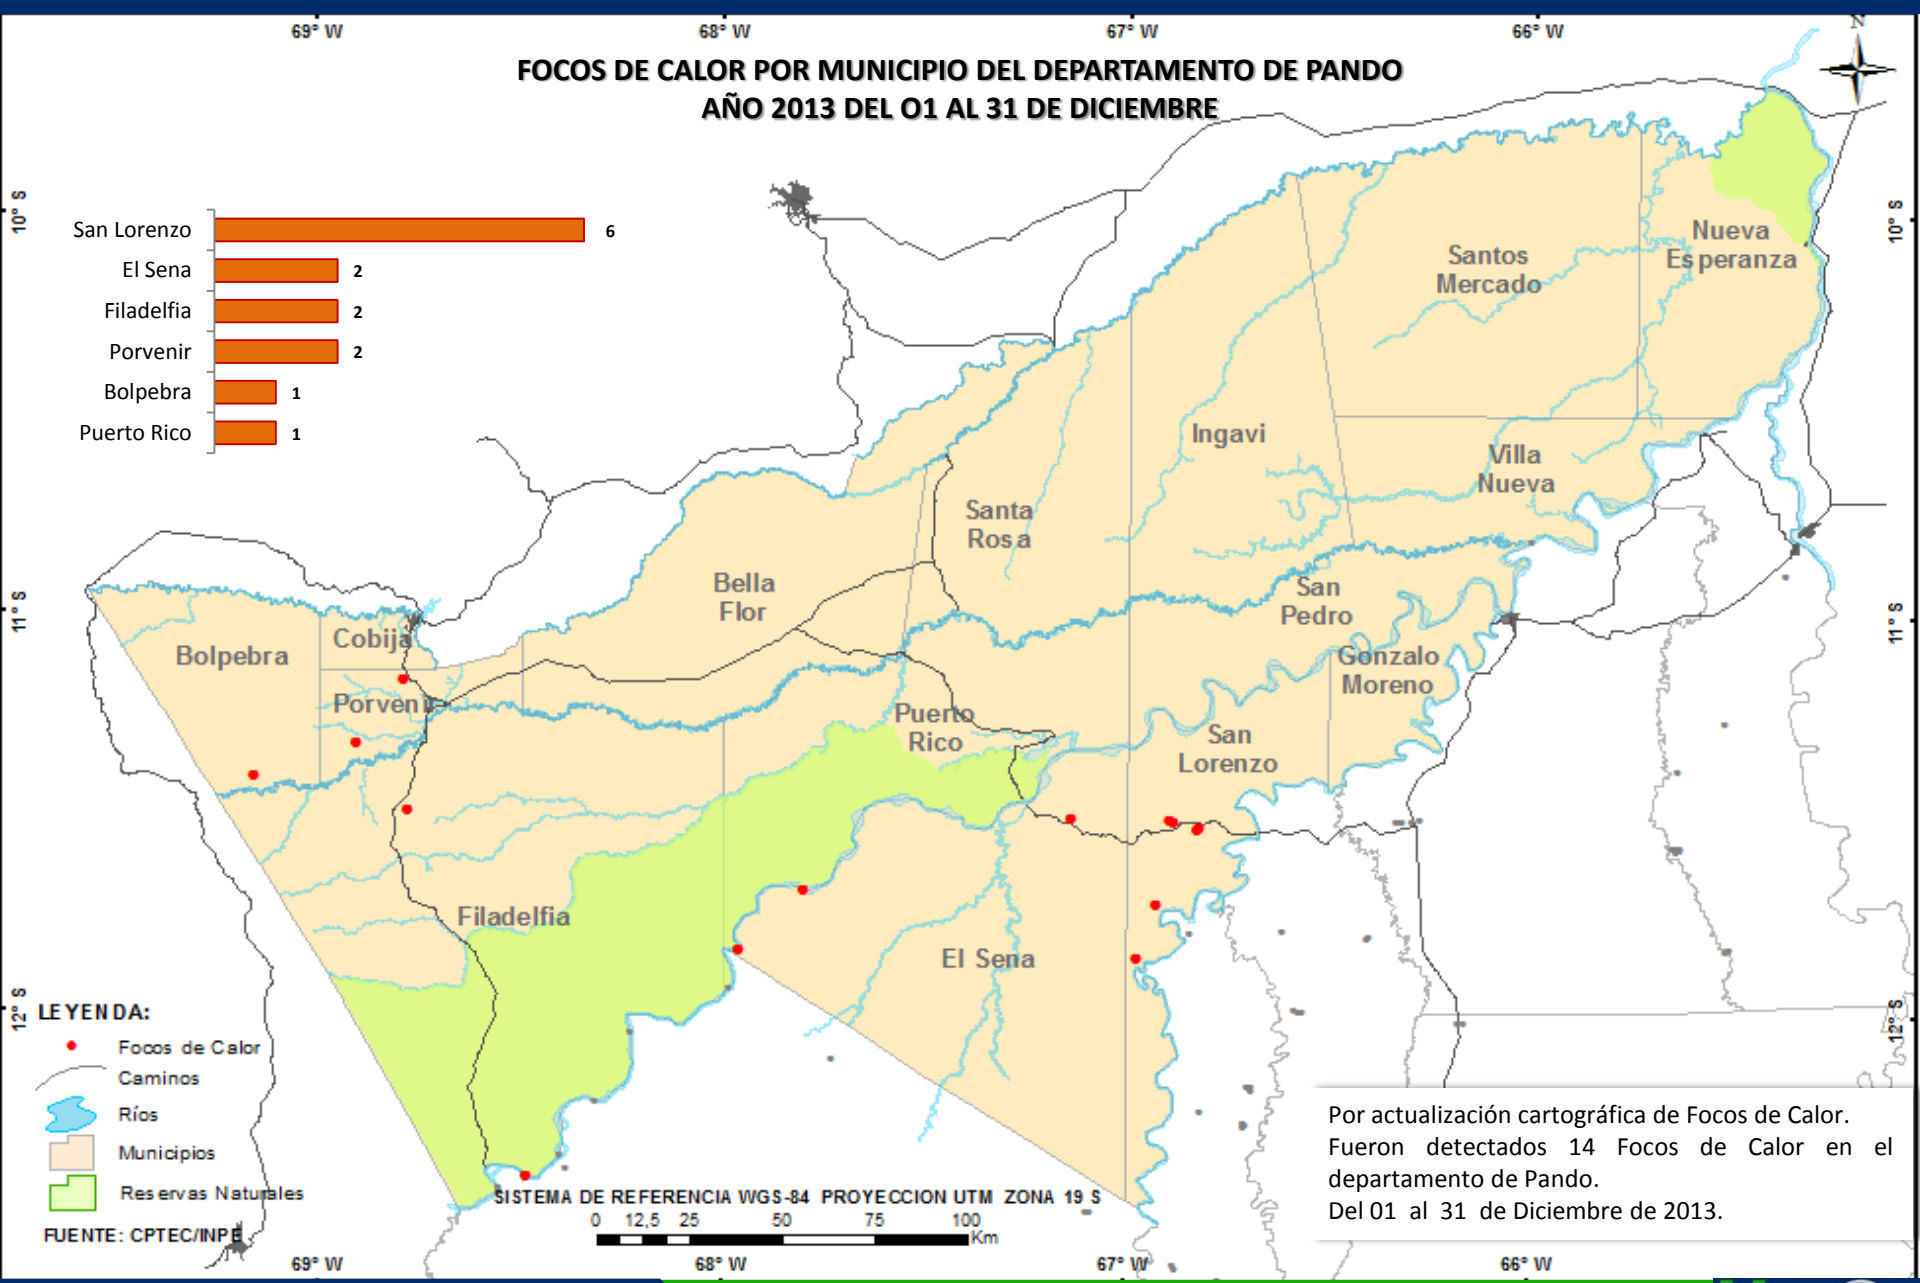 69° W
68° W
67° W
66° W
N
FOCOS DE CALOR POR MUNICIPIO DEL DEPARTAMENTO DE PANDO
AÑO 2013 DEL O1 AL 31 DE DICIEMBRE
10° S
10° S
San Lorenzo 6
El Sena 2
Filadelfia 2
Porvenir 2
Bolpebra 1
Puerto Rico 1
Nueva
Esperanza
Santos
Mercado
Ingavi
Villa
Nueva
Santa
Rosa
Bella
Flor
San
Pedro
11° S
11° S
Cobija
Bolpebra
Gonzalo
Moreno
Porvenir
Puerto
Rico
San
Lorenzo
Filadelfia
El Sena
12° S
12° S
LEYENDA:
Focos de Calor
Caminos
Ríos
Municipios
Reservas Naturales
FUENTE: CPTEC/INPE
SISTEMA DE REFERENCIA WGS-84 PROYECCION UTM ZONA 19 S
0 12,5 25 50 75 100
Km
Por actualización cartográfica de Focos de Calor.
Fueron detectados 14 Focos de Calor en el
departamento de Pando.
Del 01 al 31 de Diciembre de 2013.
69° W
68° W
67° W
66° W